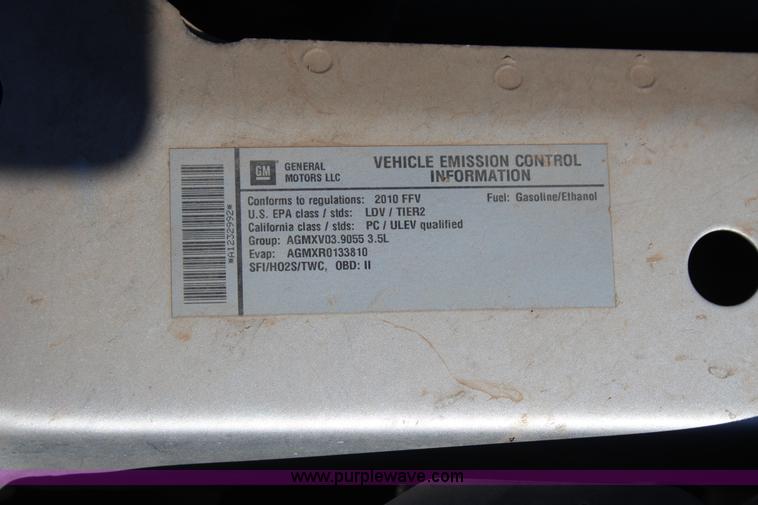 GM
GENERAL MOTORS LLC
VEHICLE EMISSION CONTROL
INFORMATION
Conforms to regulations: 2010 FFV Fuel: Gasoline/Ethanol
U.S. EPA class / stds: LDV / TIER2
California class / stds: PC / ULEV qualified
Group: AGMXV03.9055 3.5L
Evap: AGMXR0133810
SFI/HO2S/TWC, OBD: II
*A1232992*
www.purplewave.com